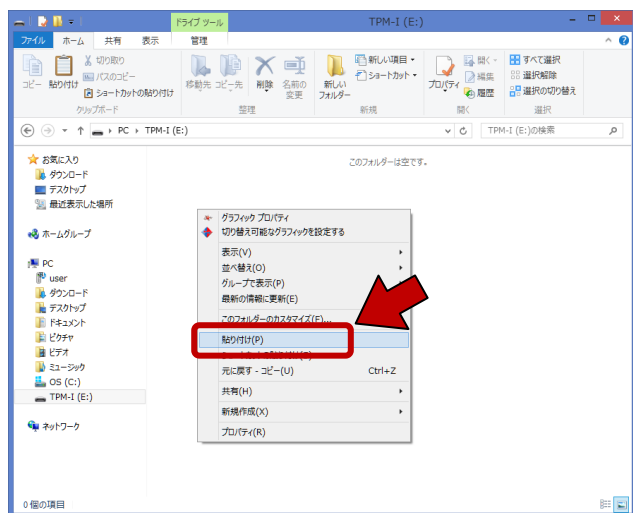 ドライブ ツール
TPM-I (E:)
ファイル ホーム 共有 表示 管理
コピー
貼り付け
切り取り
パスのコピー
ショートカットの貼り付け
クリップボード
移動先 コピー先 削除 名前の
変更
整理
新しい
フォルダー
新しい項目
ショートカット
新規
プロパティ
開く
編集
履歴
開く
すべて選択
選択解除
選択の切り替え
選択
PC TPM-I (E:)
TPM-I (E:)の検索
お気に入り
ダウンロード
デスクトップ
最近表示した場所
ホームグループ
PC
user
ダウンロード
デスクトップ
ドキュメント
ピクチャ
ビデオ
ミュージック
OS (C:)
TPM-I (E:)
ネットワーク
このフォルダーは空です。
グラフィック プロパティ
切り替え可能なグラフィックを設定する
表示(V)
並べ替え(O)
グループで表示(P)
最新の情報に更新(E)
このフォルダーのカスタマイズ(F)...
貼り付け(P)
元に戻す - コピー(U) Ctrl+Z
共有(H)
新規作成(X)
プロパティ(R)
0 個の項目